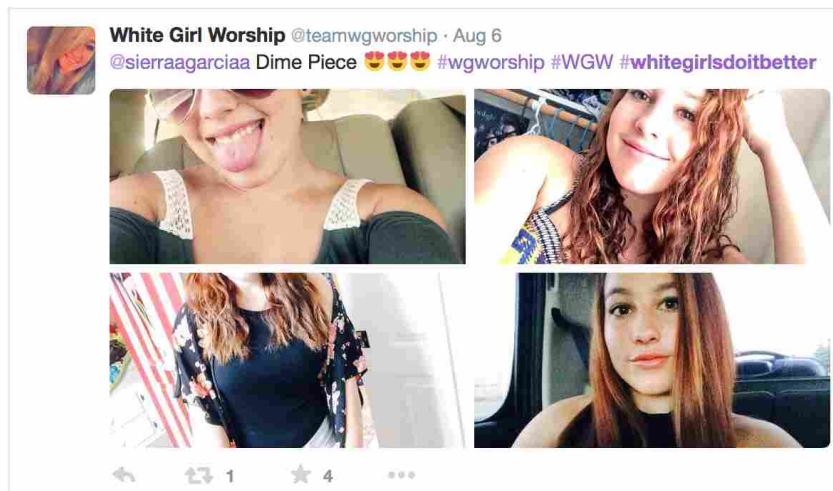 White Girl Worship @teamwgworship · Aug 6
@sierraagarciaa Dime Piece 😍😍😍 #wgworship #WGW #whitegirlsdoitbetter
1 4